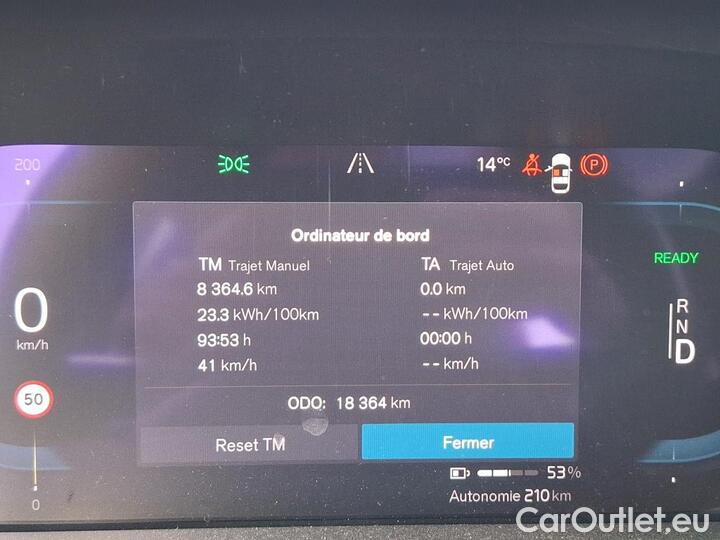 200
14°C
P
Ordinateur de bord
TM Trajet Manuel
TA Trajet Auto
8 364.6 km
0.0 km
23.3 kWh/100km
-- kWh/100km
93:53 h
00:00 h
41 km/h
-- km/h
ODO: 18 364 km
Reset TM
Fermer
READY
R
N
D
0
km/h
50
0
53 %
Autonomie 210 km
CarOutlet.eu